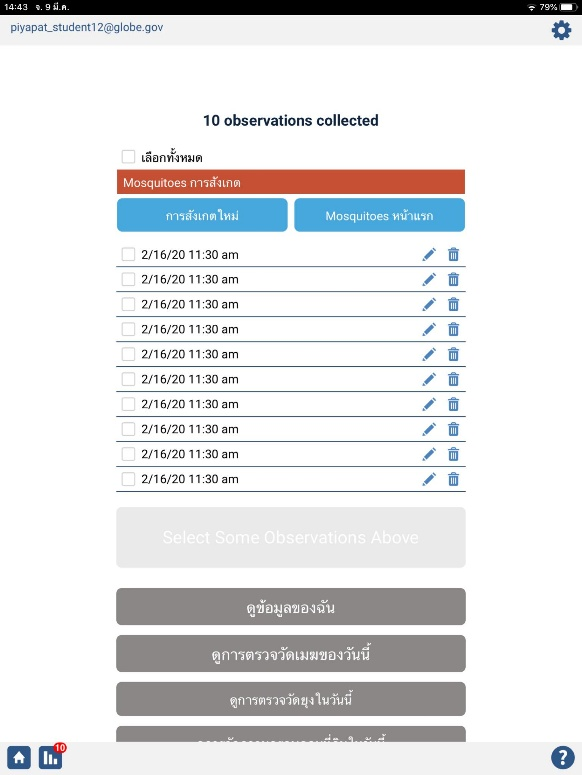 14:43 จ. 9 มี.ค. 79%
piyapat_student12@globe.gov
10 observations collected
เลือกทั้งหมด
Mosquitoes การสังเกต
การสังเกตใหม่ Mosquitoes หน้าแรก
2/16/20 11:30 am
2/16/20 11:30 am
2/16/20 11:30 am
2/16/20 11:30 am
2/16/20 11:30 am
2/16/20 11:30 am
2/16/20 11:30 am
2/16/20 11:30 am
2/16/20 11:30 am
2/16/20 11:30 am
Select Some Observations Above
ดูข้อมูลของฉัน
ดูการตรวจวัดเมฆของวันนี้
ดูการตรวจวัดยุงในวันนี้
10
?